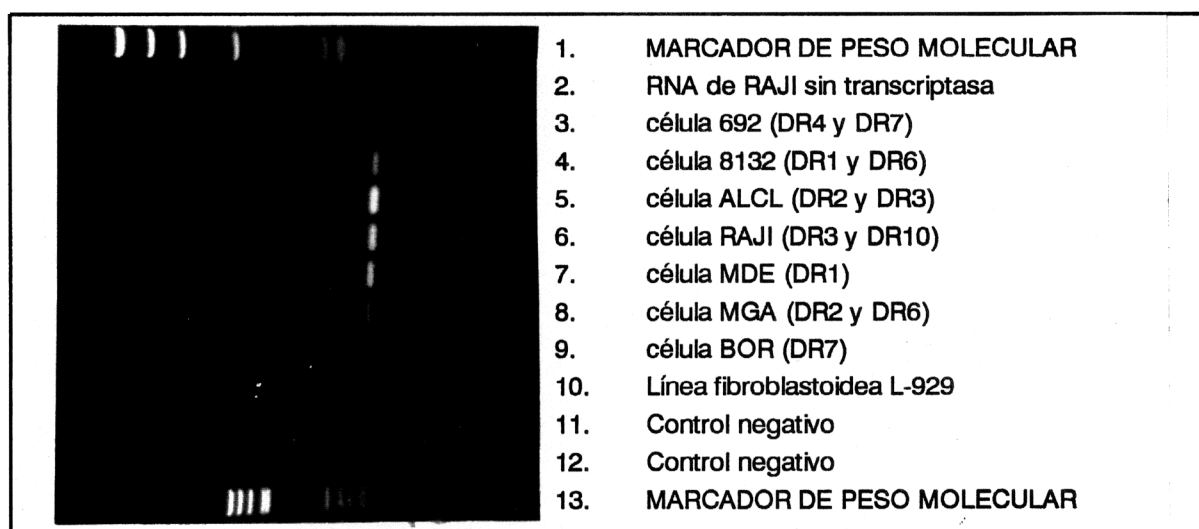 1. MARCADOR DE PESO MOLECULAR
2. RNA de RAJI sin transcriptasa
3. célula 692 (DR4 y DR7)
4. célula 8132 (DR1 y DR6)
5. célula ALCL (DR2 y DR3)
6. célula RAJI (DR3 y DR10)
7. célula MDE (DR1)
8. célula MGA (DR2 y DR6)
9. célula BOR (DR7)
10. Línea fibroblastoidea L-929
11. Control negativo
12. Control negativo
13. MARCADOR DE PESO MOLECULAR